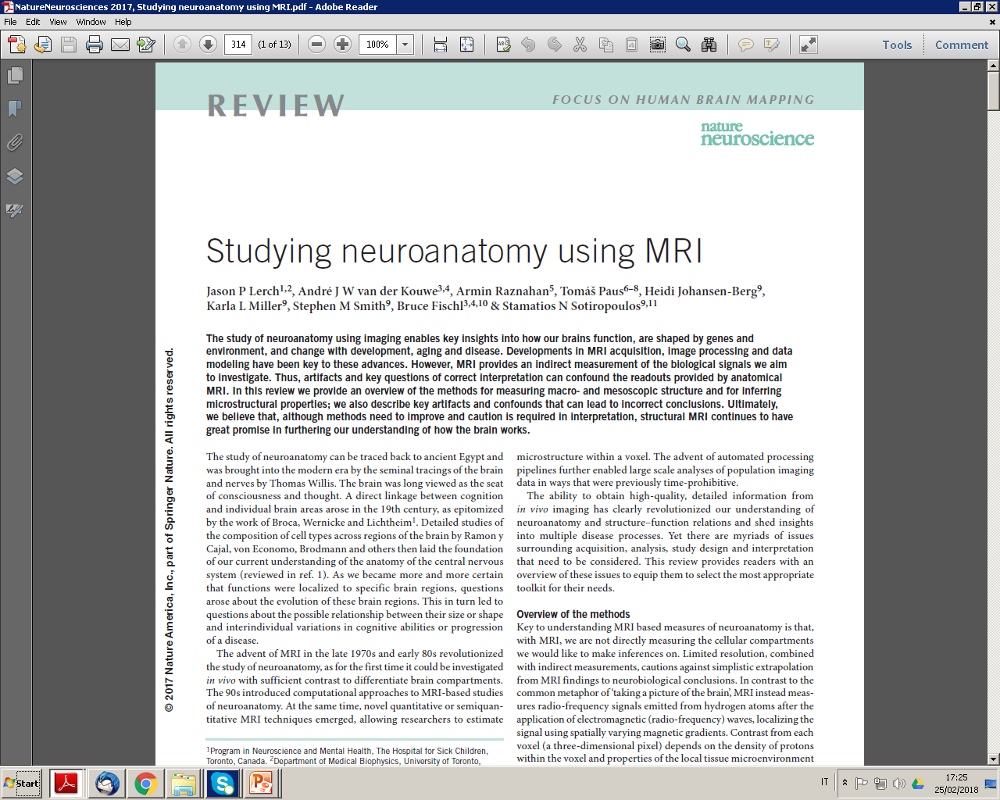 NatureNeurosciences 2017, Studying neuroanatomy using MRI.pdf - Adobe Reader
File Edit View Window Help
314 (1 of 13) 100% Tools Comment
REVIEW
FOCUS ON HUMAN BRAIN MAPPING
nature
neuroscience
Studying neuroanatomy using MRI
Jason P Lerch1,2, André J W van der Kouwe3,4, Armin Raznahan5, Tomáš Paus6–8, Heidi Johansen-Berg9,
Karla L Miller9, Stephen M Smith9, Bruce Fischl3,4,10 & Stamatios N Sotiropoulos9,11
The study of neuroanatomy using imaging enables key insights into how our brains function, are shaped by genes and
environment, and change with development, aging and disease. Developments in MRI acquisition, image processing and data
modeling have been key to these advances. However, MRI provides an indirect measurement of the biological signals we aim
to investigate. Thus, artifacts and key questions of correct interpretation can confound the readouts provided by anatomical
MRI. In this review we provide an overview of the methods for measuring macro- and mesoscopic structure and for inferring
microstructural properties; we also describe key artifacts and confounds that can lead to incorrect conclusions. Ultimately,
we believe that, although methods need to improve and caution is required in interpretation, structural MRI continues to have
great promise in furthering our understanding of how the brain works.
The study of neuroanatomy can be traced back to ancient Egypt and
was brought into the modern era by the seminal tracings of the brain
and nerves by Thomas Willis. The brain was long viewed as the seat
of consciousness and thought. A direct linkage between cognition
and individual brain areas arose in the 19th century, as epitomized
by the work of Broca, Wernicke and Lichtheim1. Detailed studies of
the composition of cell types across regions of the brain by Ramon y
Cajal, von Economo, Brodmann and others then laid the foundation
of our current understanding of the anatomy of the central nervous
system (reviewed in ref. 1). As we became more and more certain
that functions were localized to specific brain regions, questions
arose about the evolution of these brain regions. This in turn led to
questions about the possible relationship between their size or shape
and interindividual variations in cognitive abilities or progression
of a disease.
The advent of MRI in the late 1970s and early 80s revolutionized
the study of neuroanatomy, as for the first time it could be investigated
in vivo with sufficient contrast to differentiate brain compartments.
The 90s introduced computational approaches to MRI-based studies
of neuroanatomy. At the same time, novel quantitative or semiquan-
titative MRI techniques emerged, allowing researchers to estimate
1Program in Neuroscience and Mental Health, The Hospital for Sick Children,
Toronto, Canada. 2Department of Medical Biophysics, University of Toronto,
microstructure within a voxel. The advent of automated processing
pipelines further enabled large scale analyses of population imaging
data in ways that were previously time-prohibitive.
The ability to obtain high-quality, detailed information from
in vivo imaging has clearly revolutionized our understanding of
neuroanatomy and structure–function relations and shed insights
into multiple disease processes. Yet there are myriads of issues
surrounding acquisition, analysis, study design and interpretation
that need to be considered. This review provides readers with an
overview of these issues to equip them to select the most appropriate
toolkit for their needs.
Overview of the methods
Key to understanding MRI based measures of neuroanatomy is that,
with MRI, we are not directly measuring the cellular compartments
we would like to make inferences on. Limited resolution, combined
with indirect measurements, cautions against simplistic extrapolation
from MRI findings to neurobiological conclusions. In contrast to the
common metaphor of ‘taking a picture of the brain’, MRI instead meas-
ures radio-frequency signals emitted from hydrogen atoms after the
application of electromagnetic (radio-frequency) waves, localizing the
signal using spatially varying magnetic gradients. Contrast from each
voxel (a three-dimensional pixel) depends on the density of protons
within the voxel and properties of the local tissue microenvironment
© 2017 Nature America, Inc., part of Springer Nature. All rights reserved.
Start
IT
17:25
25/02/2018